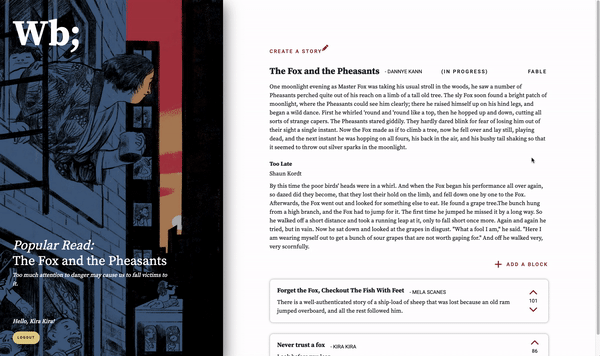 Wb;
Popular Read:
The Fox and the Pheasants
Too much attention to danger may cause us to fall victims to
it.
Hello, Kira Kira!
LOGOUT
CREATE A STORY
The Fox and the Pheasants - DANNYE KANN (IN PROGRESS) FABLE
One moonlight evening as Master Fox was taking his usual stroll in the woods, he saw a number of
Pheasants perched quite out of his reach on a limb of a tall old tree. The sly Fox soon found a bright patch of
moonlight, where the Pheasants could see him clearly; there he raised himself up on his hind legs, and
began a wild dance. First he whirled 'round and 'round like a top, then he hopped up and down, cutting all
sorts of strange capers. The Pheasants stared giddily. They hardly dared blink for fear of losing him out of
their sight a single instant. Now the Fox made as if to climb a tree, now he fell over and lay still, playing
dead, and the next instant he was hopping on all fours, his back in the air, and his bushy tail shaking so that
it seemed to throw out silver sparks in the moonlight.
Too Late
Shaun Kordt
By this time the poor birds' heads were in a whirl. And when the Fox began his performance all over again,
so dazed did they become, that they lost their hold on the limb, and fell down one by one to the Fox.
Afterwards, the Fox went out and looked for something else to eat. He found a grape tree.The bunch hung
from a high branch, and the Fox had to jump for it. The first time he jumped he missed it by a long way. So
he walked off a short distance and took a running leap at it, only to fall short once more. Again and again he
tried, but in vain. Now he sat down and looked at the grapes in disgust. "What a fool I am," he said. "Here I
am wearing myself out to get a bunch of sour grapes that are not worth gaping for." And off he walked very,
very scornfully.
ADD A BLOCK
Forget the Fox, Checkout The Fish With Feet - MELA SCANES
There is a well-authenticated story of a ship-load of sheep that was lost because an old ram
jumped overboard, and all the rest followed him.
101
Never trust a fox - KIRA KIRA
86